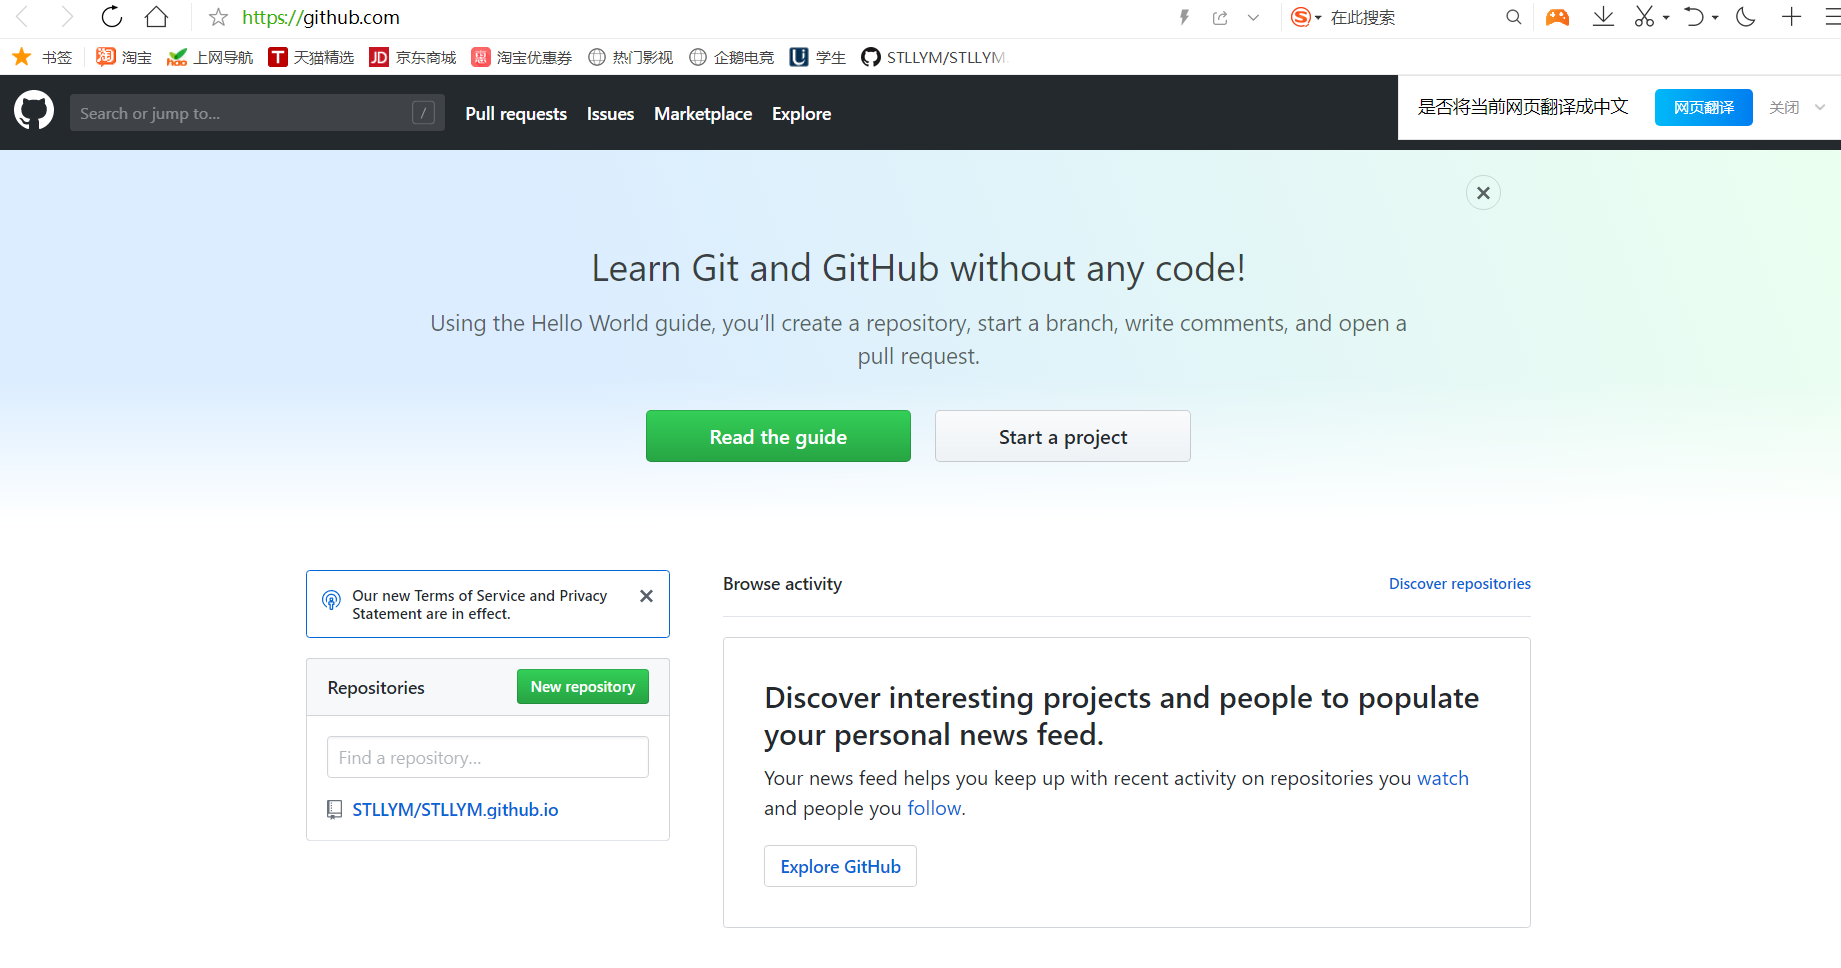 https://github.com
在此搜索
书签 淘宝 上网导航 天猫精选 京东商城 淘宝优惠券 热门影视 企鹅电竞 学生 STLLYM/STLLYM
Search or jump to... / Pull requests Issues Marketplace Explore
是否将当前网页翻译成中文 网页翻译 关闭
Learn Git and GitHub without any code!
Using the Hello World guide, you’ll create a repository, start a branch, write comments, and open a
pull request.
Read the guide Start a project
Our new Terms of Service and Privacy
Statement are in effect.
Repositories New repository
Find a repository...
STLLYM/STLLYM.github.io
Browse activity Discover repositories
Discover interesting projects and people to populate
your personal news feed.
Your news feed helps you keep up with recent activity on repositories you watch
and people you follow.
Explore GitHub